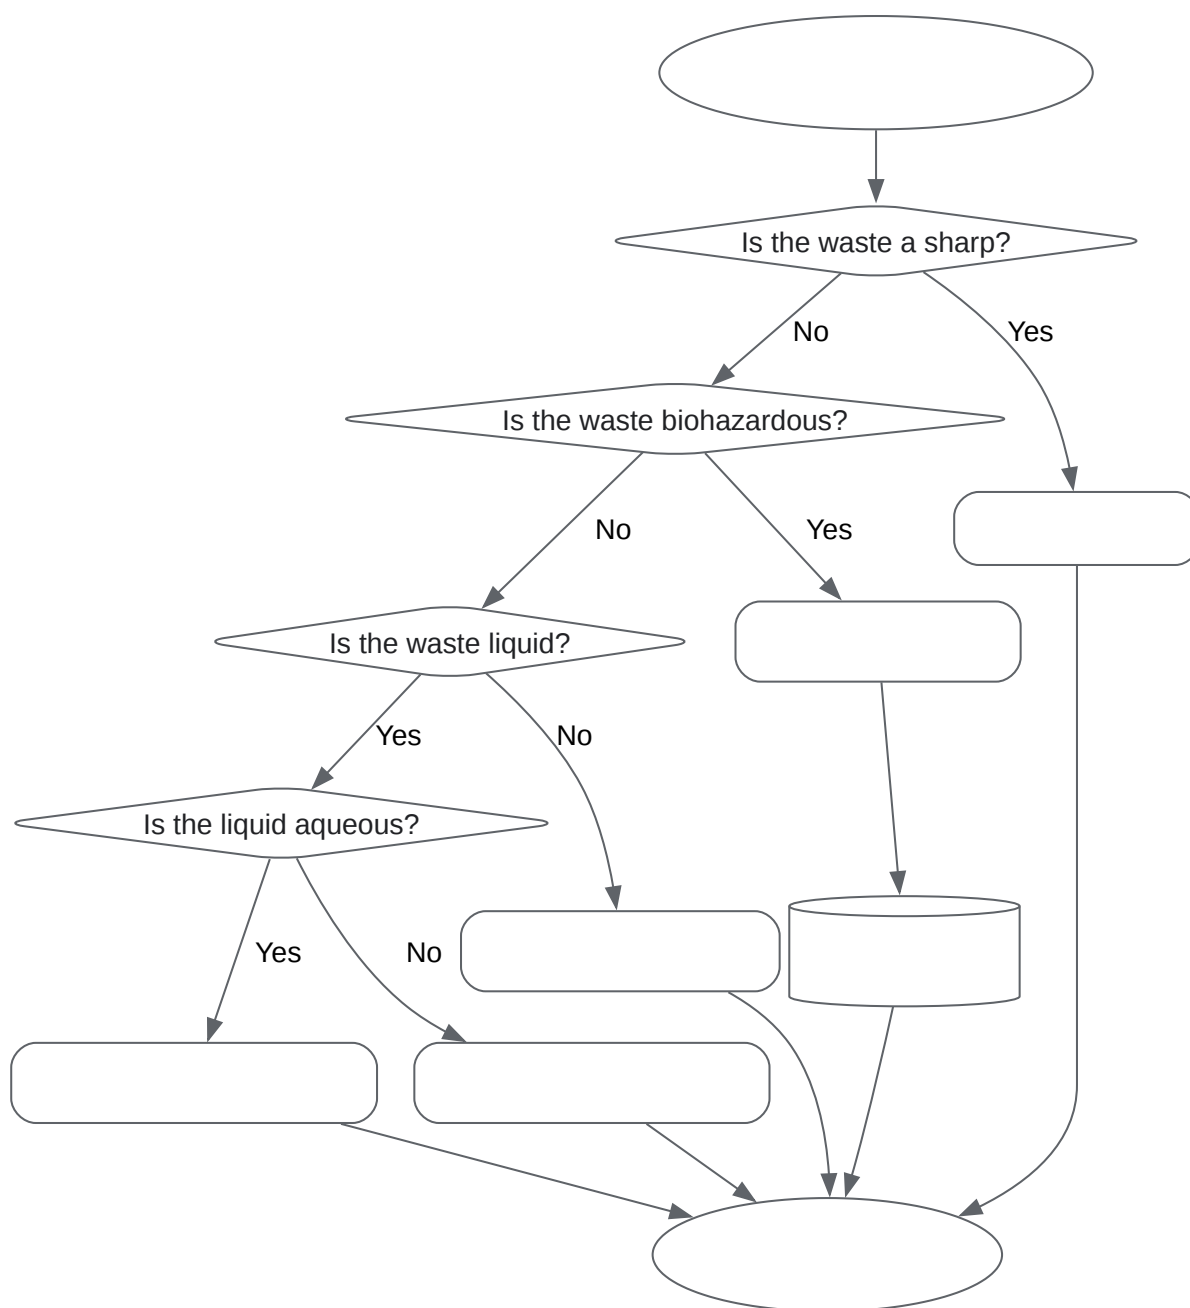 Is the waste a sharp?
No
Yes
Is the waste biohazardous?
No
Yes
Is the waste liquid?
Yes
No
Is the liquid aqueous?
Yes
No